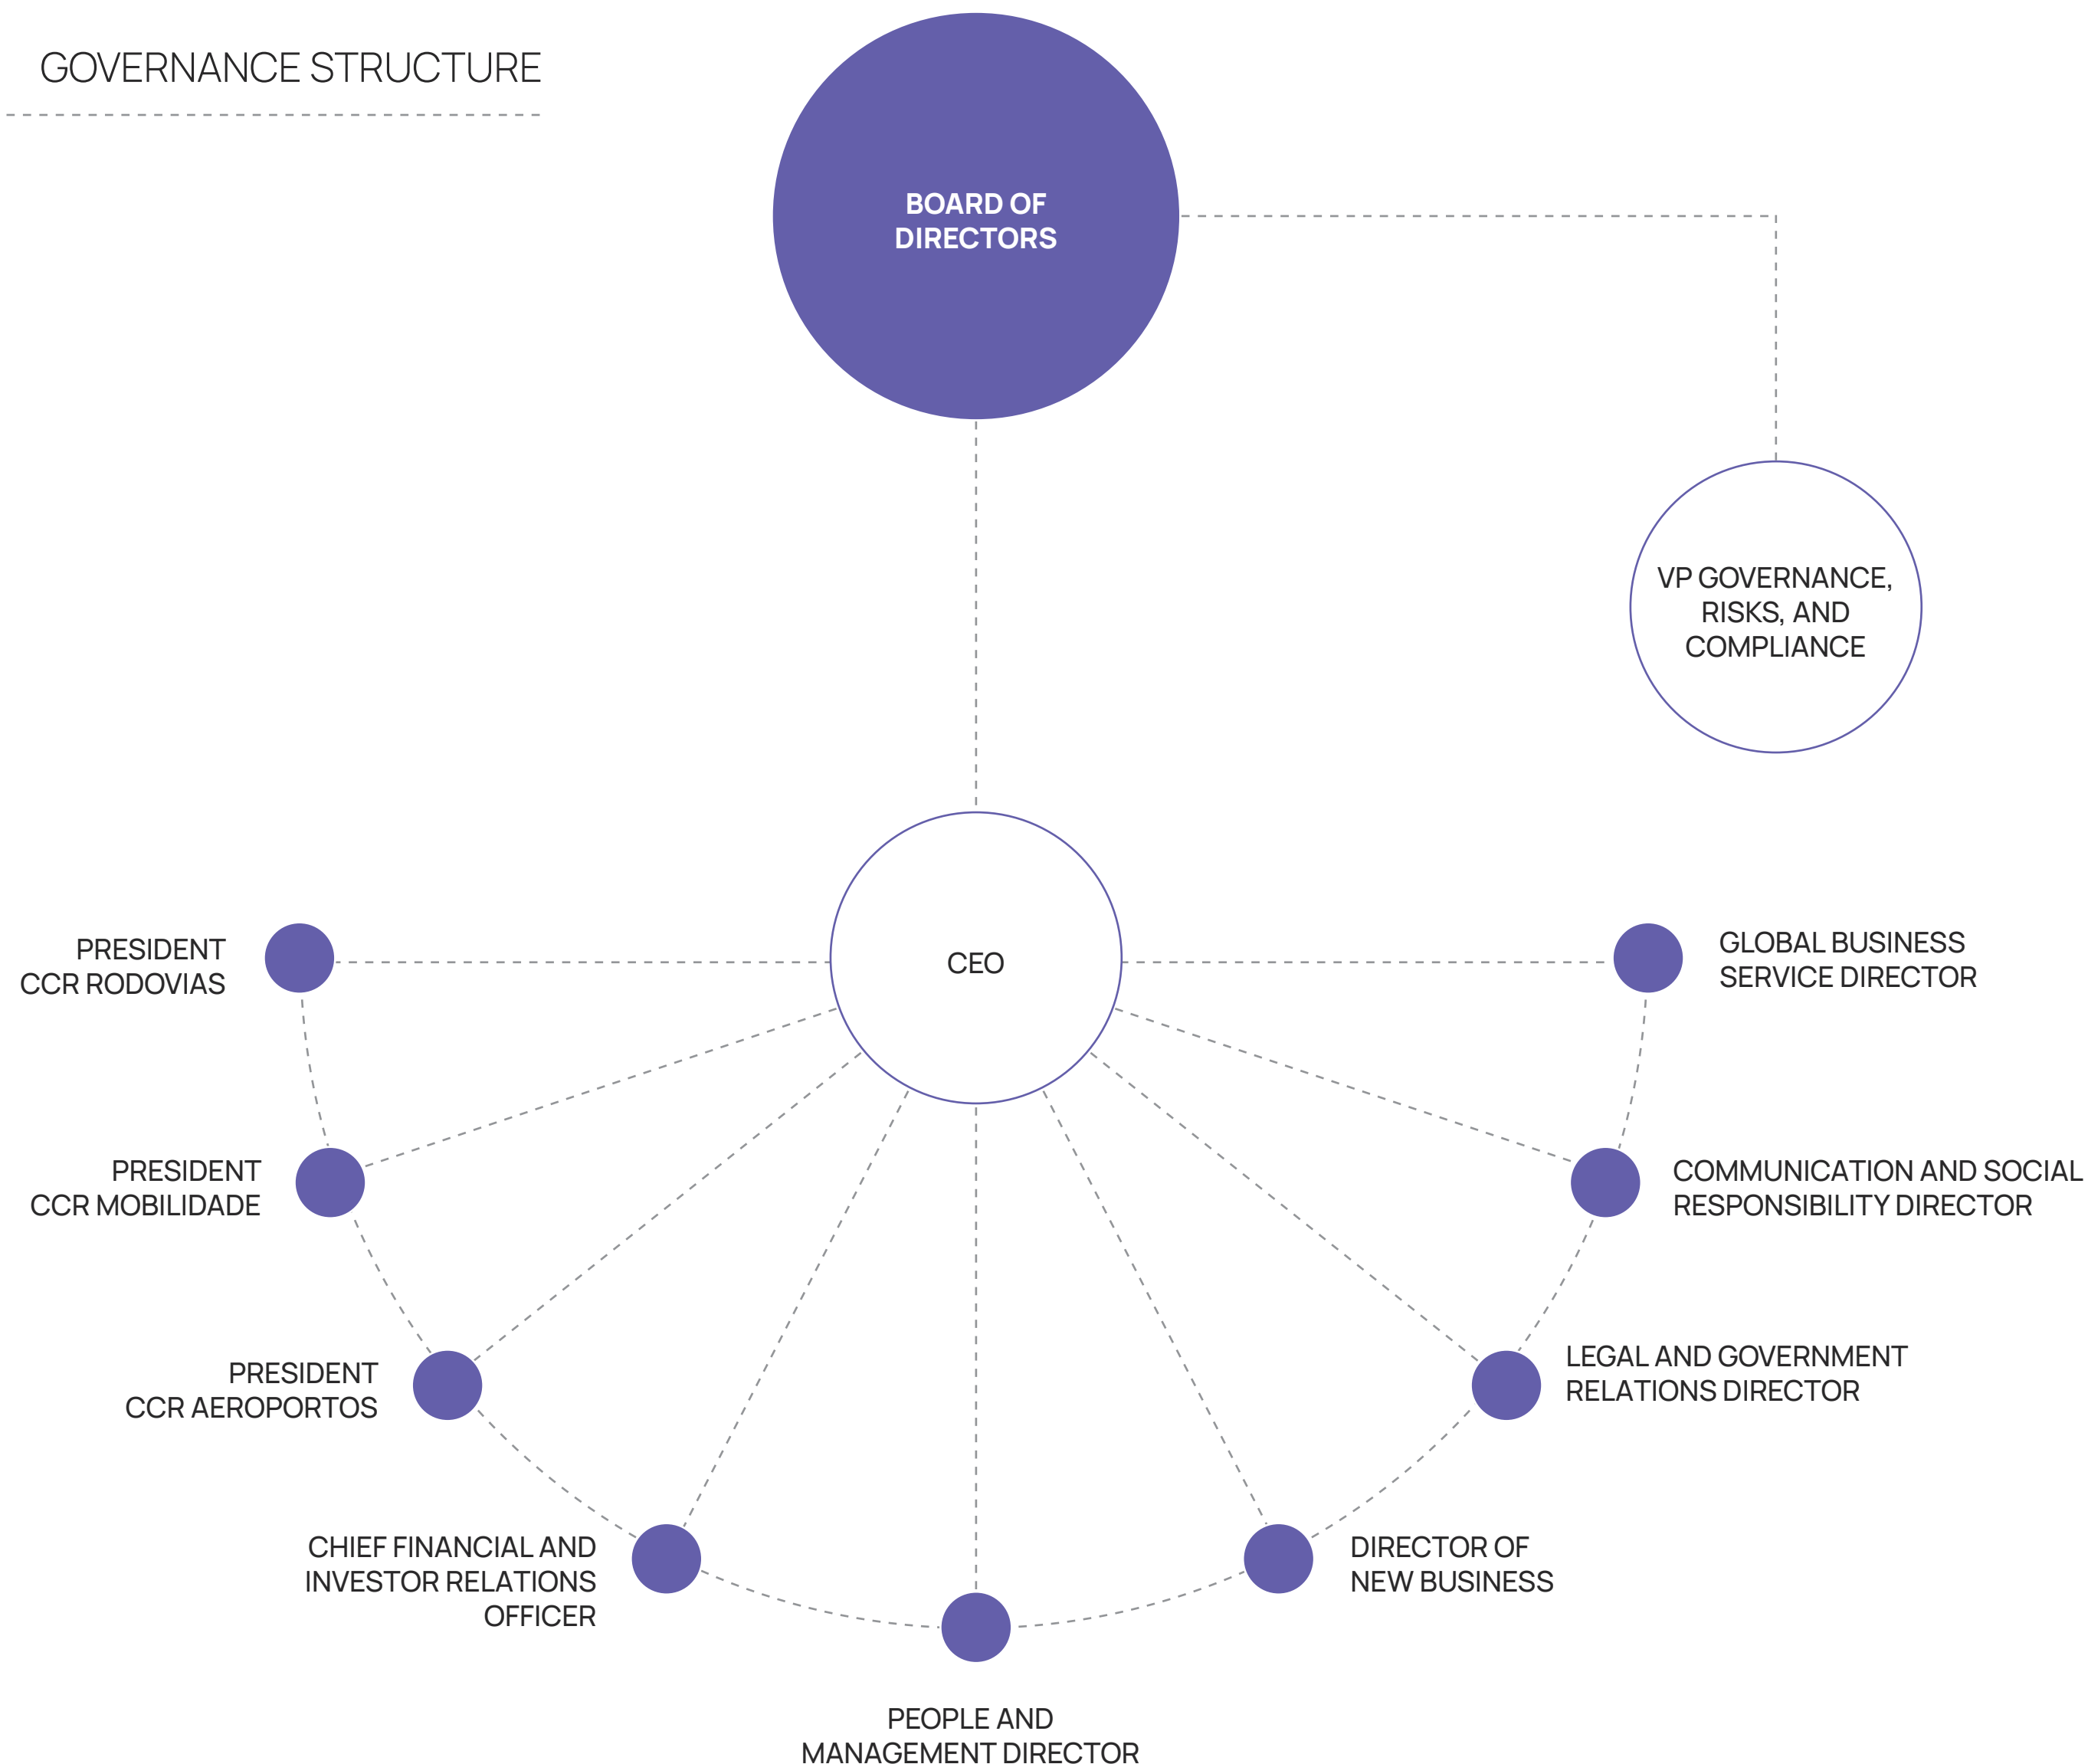 GOVERNANCE STRUCTURE
BOARD OF
DIRECTORS
VP GOVERNANCE,
RISKS, AND
COMPLIANCE
CEO
PRESIDENT
CCR RODOVIAS
GLOBAL BUSINESS
SERVICE DIRECTOR
PRESIDENT
CCR MOBILIDADE
COMMUNICATION AND SOCIAL
RESPONSIBILITY DIRECTOR
PRESIDENT
CCR AEROPORTOS
LEGAL AND GOVERNMENT
RELATIONS DIRECTOR
CHIEF FINANCIAL AND
INVESTOR RELATIONS
OFFICER
DIRECTOR OF
NEW BUSINESS
PEOPLE AND
MANAGEMENT DIRECTOR